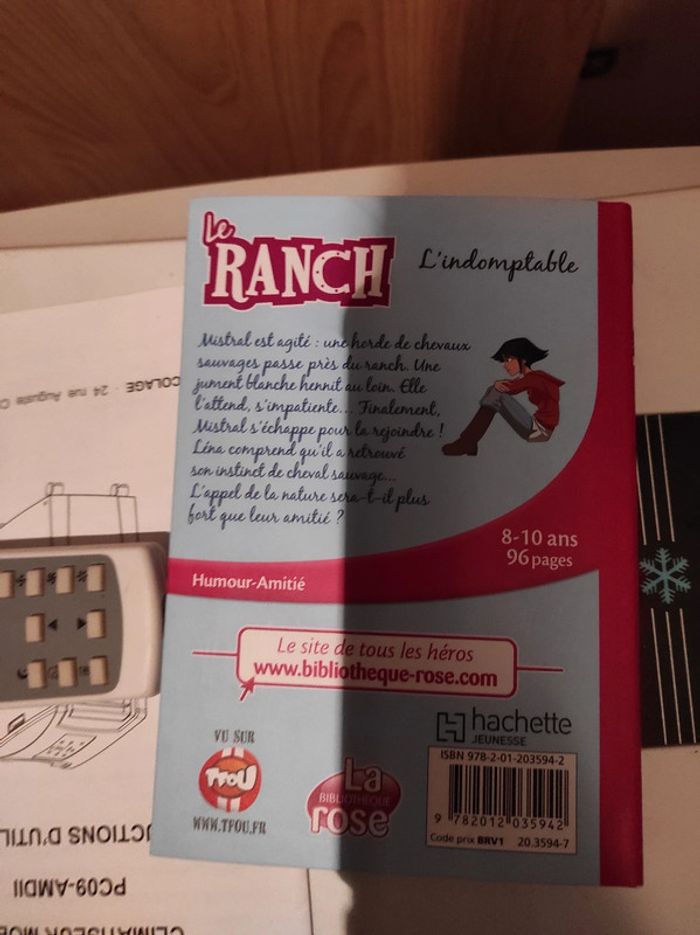 Le
RANCH
L'indomptable
Mistral est agité : une horde de chevaux
sauvages passe près du ranch. Une
jument blanche hennit au loin. Elle
l'attend, s'impatiente... Finalement,
Mistral s'échappe pour la rejoindre !
Léna comprend qu'il a retrouvé
son instinct de cheval sauvage...
L'appel de la nature sera-t-il plus
fort que leur amitié ?
8-10 ans
96 pages
Humour-Amitié
Le site de tous les héros
www.bibliotheque-rose.com
VU SUR
TFOU
WWW.TFOU.FR
La
BIBLIOTHÈQUE
rose
hachette
JEUNESSE
ISBN 978-2-01-203594-2
9 782012 035942
Code prix BRV1 20.3594-7
COLAGE - 24 rue Auguste
UCTIONS D'UTIL
PC09-AMDII
CLIMATISEUR MOB